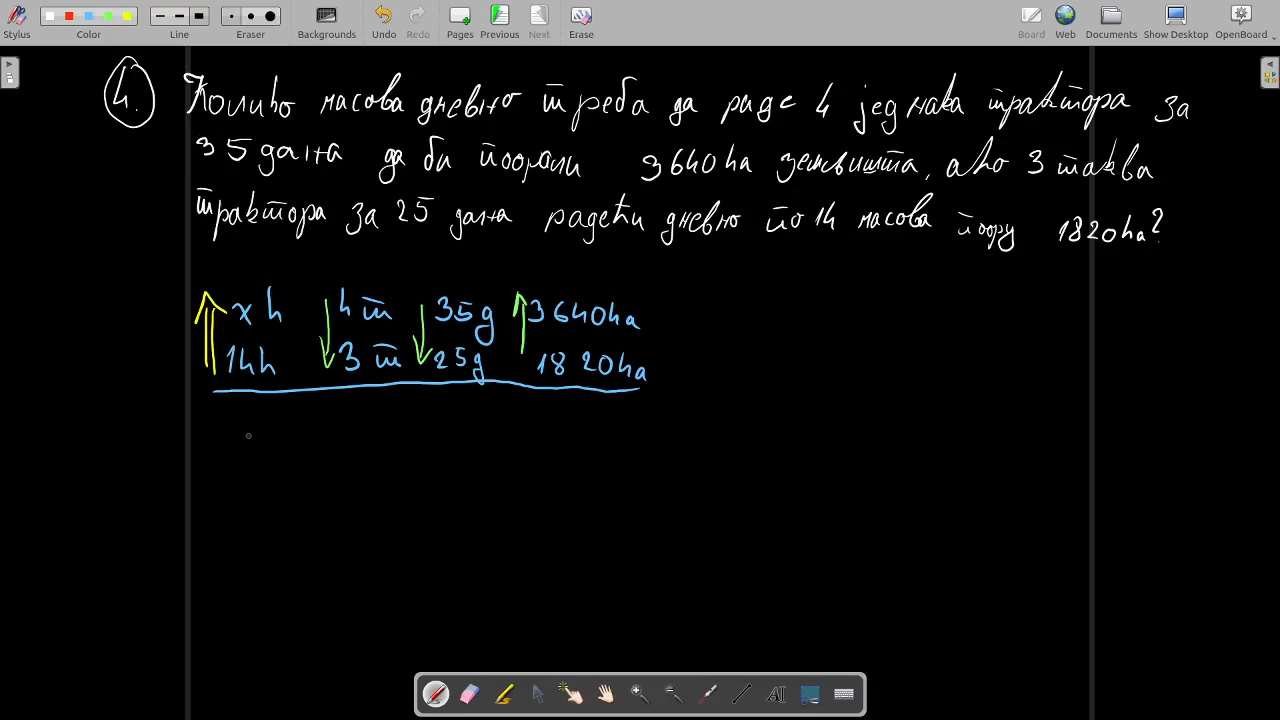 Stylus Color Line Eraser Backgrounds Undo Redo Pages Previous Next Erase Board Web Documents Show Desktop OpenBoard
4. Колико часова дневно треба да раде 4 једнака трактора за
35 дана да би поорали 3640ha земљишта, ако 3 таква
трактора за 25 дана радећи дневно по 14 часова поору 1820ha?
x h 4 т 35g 3640ha
14h 3 т 25g 1820ha